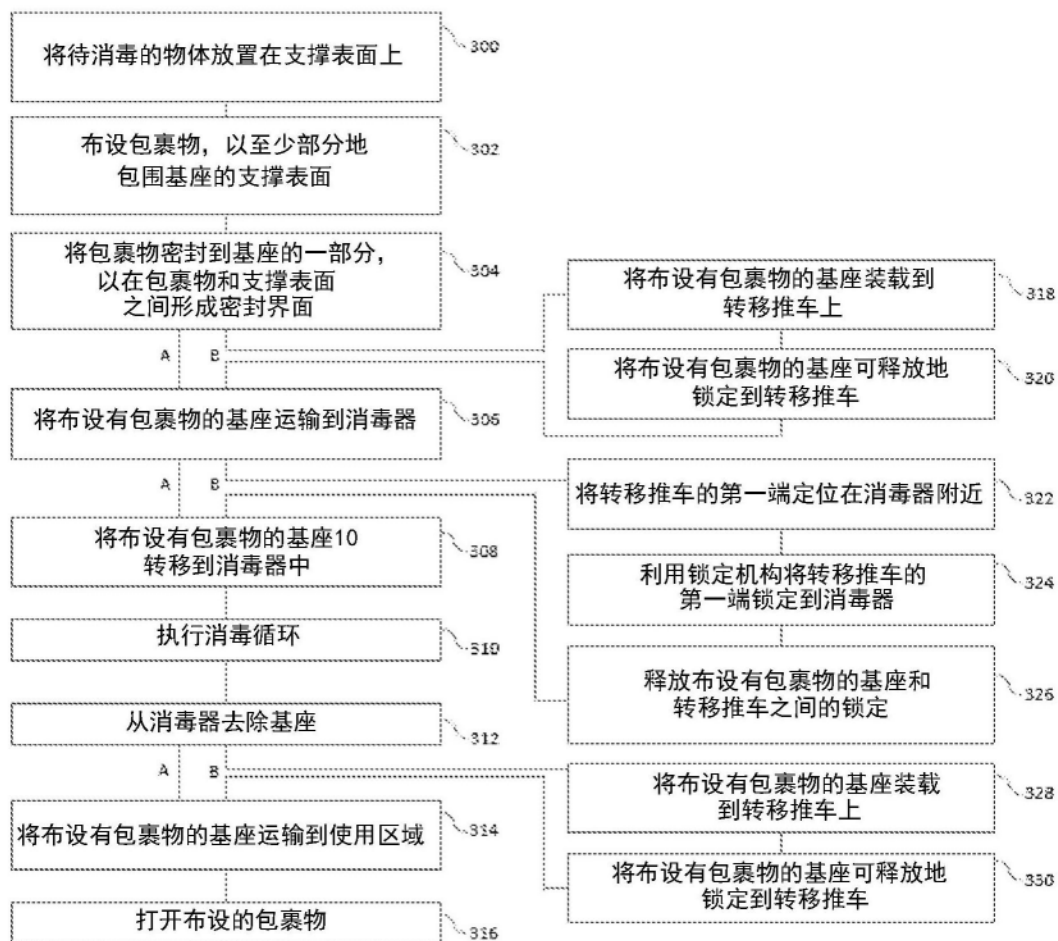 将待消毒的物体放置在支撑表面上
300
布设包裹物，以至少部分地
包围基座的支撑表面
302
将包裹物密封到基座的一部分，
以在包裹物和支撑表面
之间形成密封界面
304
A
B
将布设有包裹物的基座装载到
转移推车上
318
将布设有包裹物的基座可释放地
锁定到转移推车
320
将布设有包裹物的基座运输到消毒器
306
A
B
将转移推车的第一端定位在消毒器附近
322
利用锁定机构将转移推车的
第一端锁定到消毒器
324
释放布设有包裹物的基座和
转移推车之间的锁定
326
将布设有包裹物的基座10
转移到消毒器中
308
执行消毒循环
310
从消毒器去除基座
312
A
B
将布设有包裹物的基座装载
到转移推车上
328
将布设有包裹物的基座可释放地
锁定到转移推车
330
将布设有包裹物的基座运输到使用区域
314
打开布设的包裹物
316